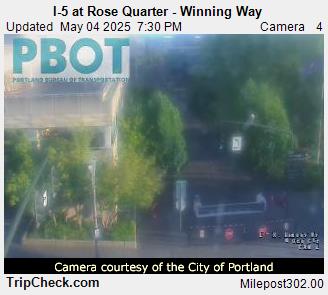 I-5 at Rose Quarter - Winning Way
Updated May 04 2025 7:30 PM Camera 4
PBOT
PORTLAND BUREAU OF TRANSPORTATION
Camera courtesy of the City of Portland
TripCheck.com Milepost302.00